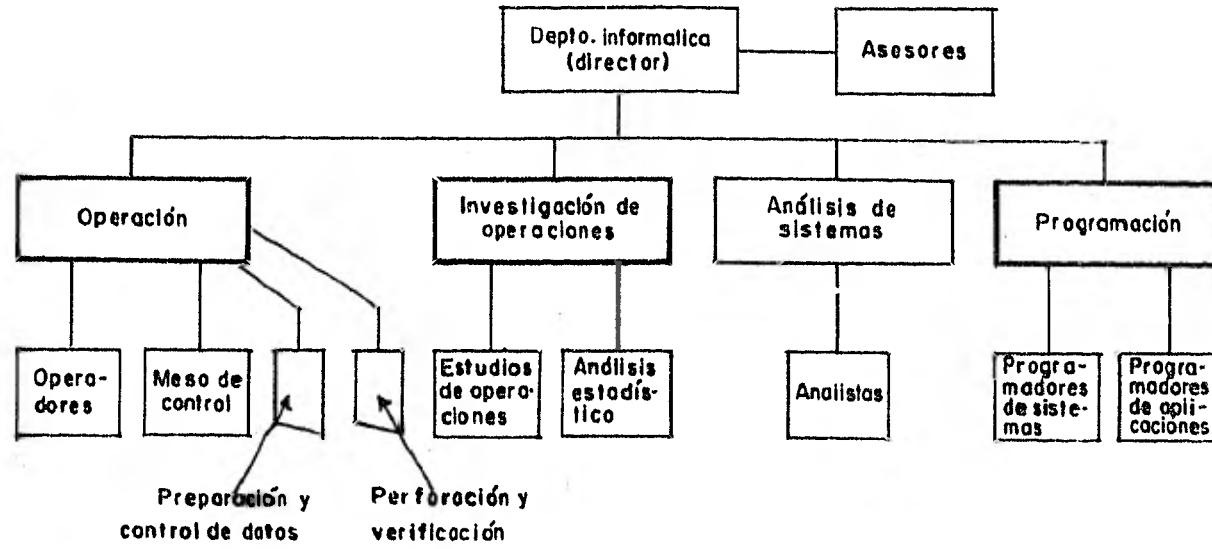 Depto. informatica
(director)
Asesores
Operación
Investigación de
operaciones
Análisis de
sistemas
Programación
Opera-
dores
Mesa de
control
Estudios
de opera-
ciones
Análisis
estadís-
tico
Analistas
Progra-
madores
de siste-
mas
Progra-
madores
de apli-
caciones
Preparación y
control de datos
Perforación y
verificación